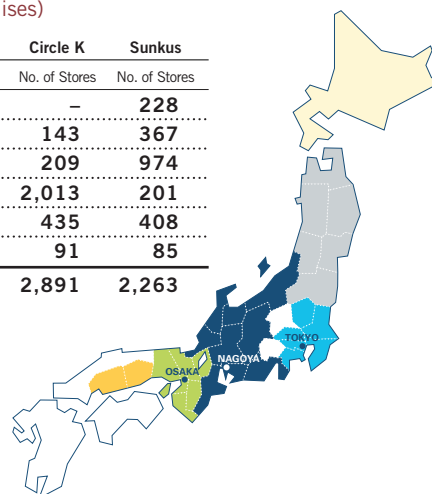 ises)
Circle K Sunkus
No. of Stores No. of Stores
– 228
143 367
209 974
2,013 201
435 408
91 85
2,891 2,263
TOKYO
NAGOYA
OSAKA